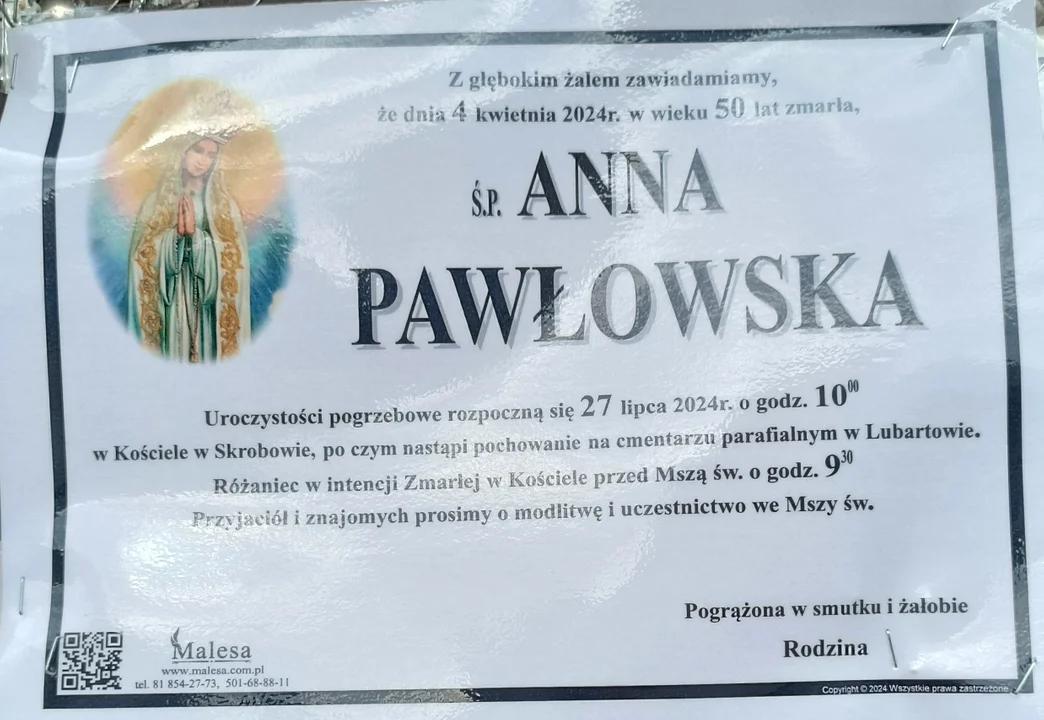 Z głębokim żalem zawiadamiamy,
że dnia 4 kwietnia 2024r. w wieku 50 lat zmarła,
Ś.P. ANNA
PAWŁOWSKA
Uroczystości pogrzebowe rozpoczną się 27 lipca 2024r. o godz. 10⁰⁰
w Kościele w Skrobowie, po czym nastąpi pochowanie na cmentarzu parafialnym w Lubartowie.
Różaniec w intencji Zmarłej w Kościele przed Mszą św. o godz. 9³⁰
Przyjaciół i znajomych prosimy o modlitwę i uczestnictwo we Mszy św.
Pogrążona w smutku i żałobie
Rodzina
Malesa
www.malesa.com.pl
tel. 81 854-27-73, 501-68-88-11
Copyright © 2024 Wszystkie prawa zastrzeżone